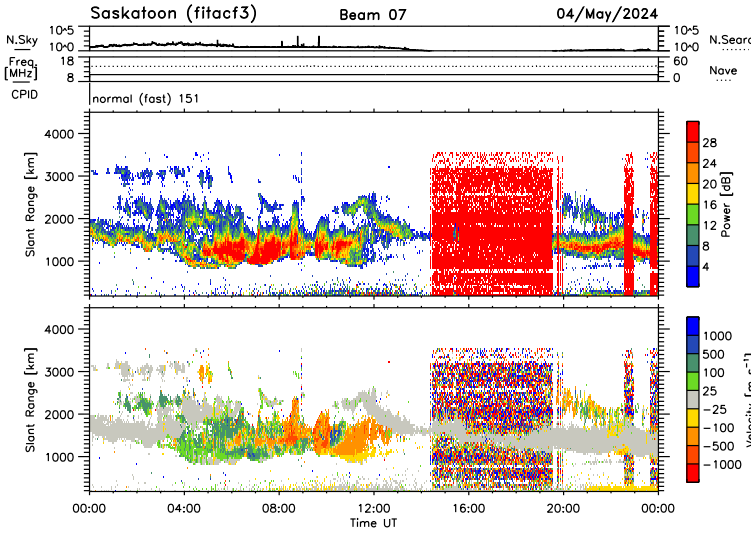 Saskatoon (fitacf3) Beam 07 04/May/2024
N.Sky 10^5 10^0 10^5 10^0 N.Sear
Freq. [MHz] 18 8 60 0 Nave
CPID normal (fast) 151
Slant Range [km] 4000 3000 2000 1000
28 24 20 16 12 8 4 Power [dB]
Slant Range [km] 4000 3000 2000 1000
1000 500 100 25 -25 -100 -500 -1000 Velocity [m s^-1]
00:00 04:00 08:00 12:00 16:00 20:00 00:00
Time UT